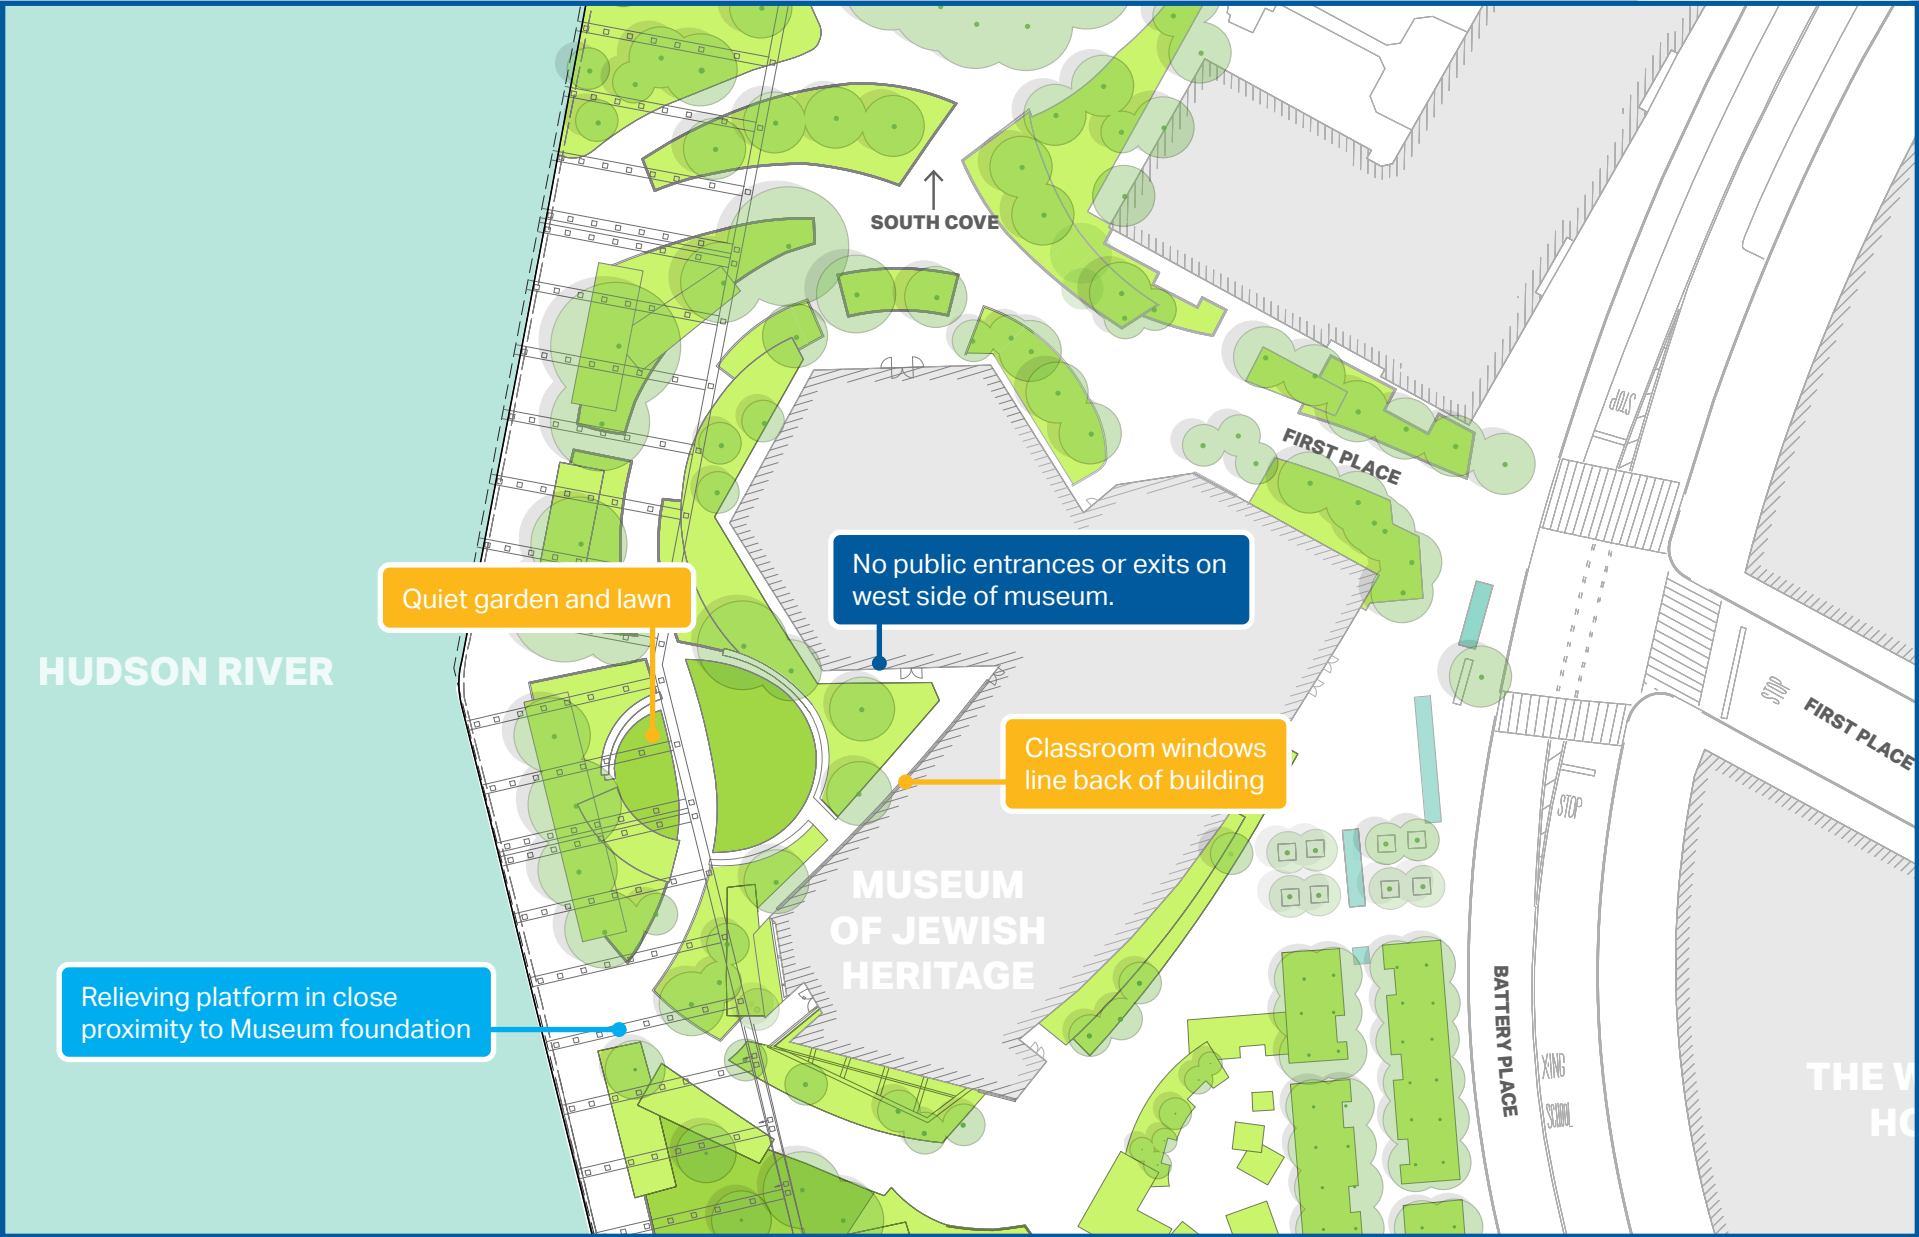 SOUTH COVE
FIRST PLACE
STOP
No public entrances or exits on
west side of museum.
Quiet garden and lawn
HUDSON RIVER
STOP
FIRST PLACE
Classroom windows
line back of building
STOP
MUSEUM
OF JEWISH
HERITAGE
Relieving platform in close
proximity to Museum foundation
BATTERY PLACE
XING
SCHOOL
THE W
HO